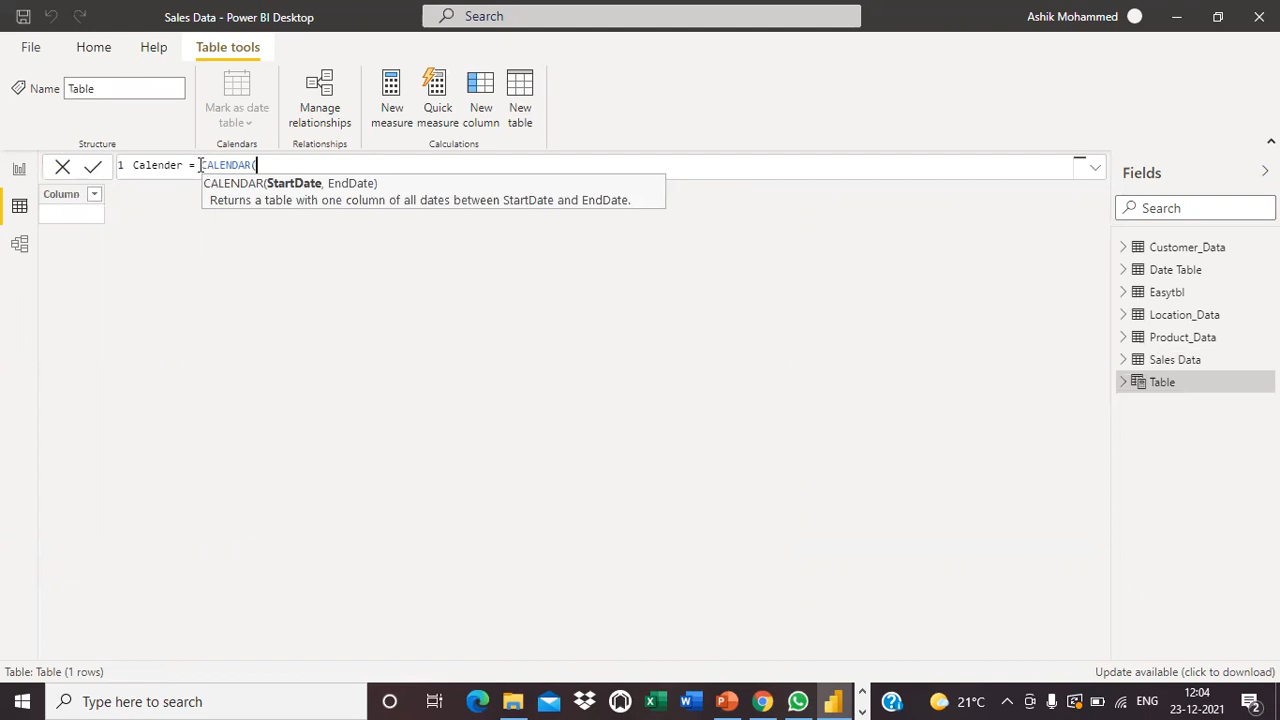 Sales Data - Power BI Desktop
Search
Ashik Mohammed
File
Home
Help
Table tools
Name
Table
Mark as date
table
New
measure
Manage
relationships
Quick
measure
New
column
New
table
Structure
Calendars
Relationships
Calculations
1 Calender = CALENDAR(
CALENDAR(StartDate, EndDate)
Returns a table with one column of all dates between StartDate and EndDate.
Column
Fields
Search
Customer_Data
Date Table
Easytbl
Location_Data
Product_Data
Sales Data
Table
Table: Table (1 rows)
Update available (click to download)
Type here to search
21°C
ENG
12:04
23-12-2021
2